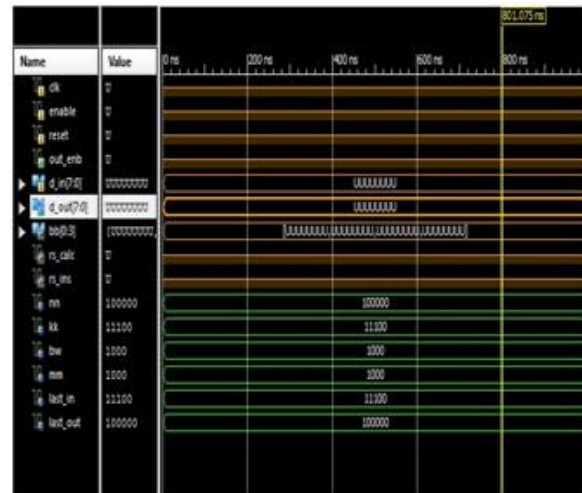 801.075 ns
Name Value 0 ns 200 ns 400 ns 600 ns 800 ns
clk U
enable U
reset U
out_enb U
d_in[7:0] UUUUUUUU UUUUUUUU
d_out[7:0] UUUUUUUU UUUUUUUU
bb[0:3] [UUUUUUUU, [UUUUUUUU,UUUUUUUU,UUUUUUUU,UUUUUUUU]
rs_calc U
rs_ins U
nn 100000 100000
kk 11100 11100
bw 1000 1000
mm 1000 1000
last_in 11100 11100
last_out 100000 100000